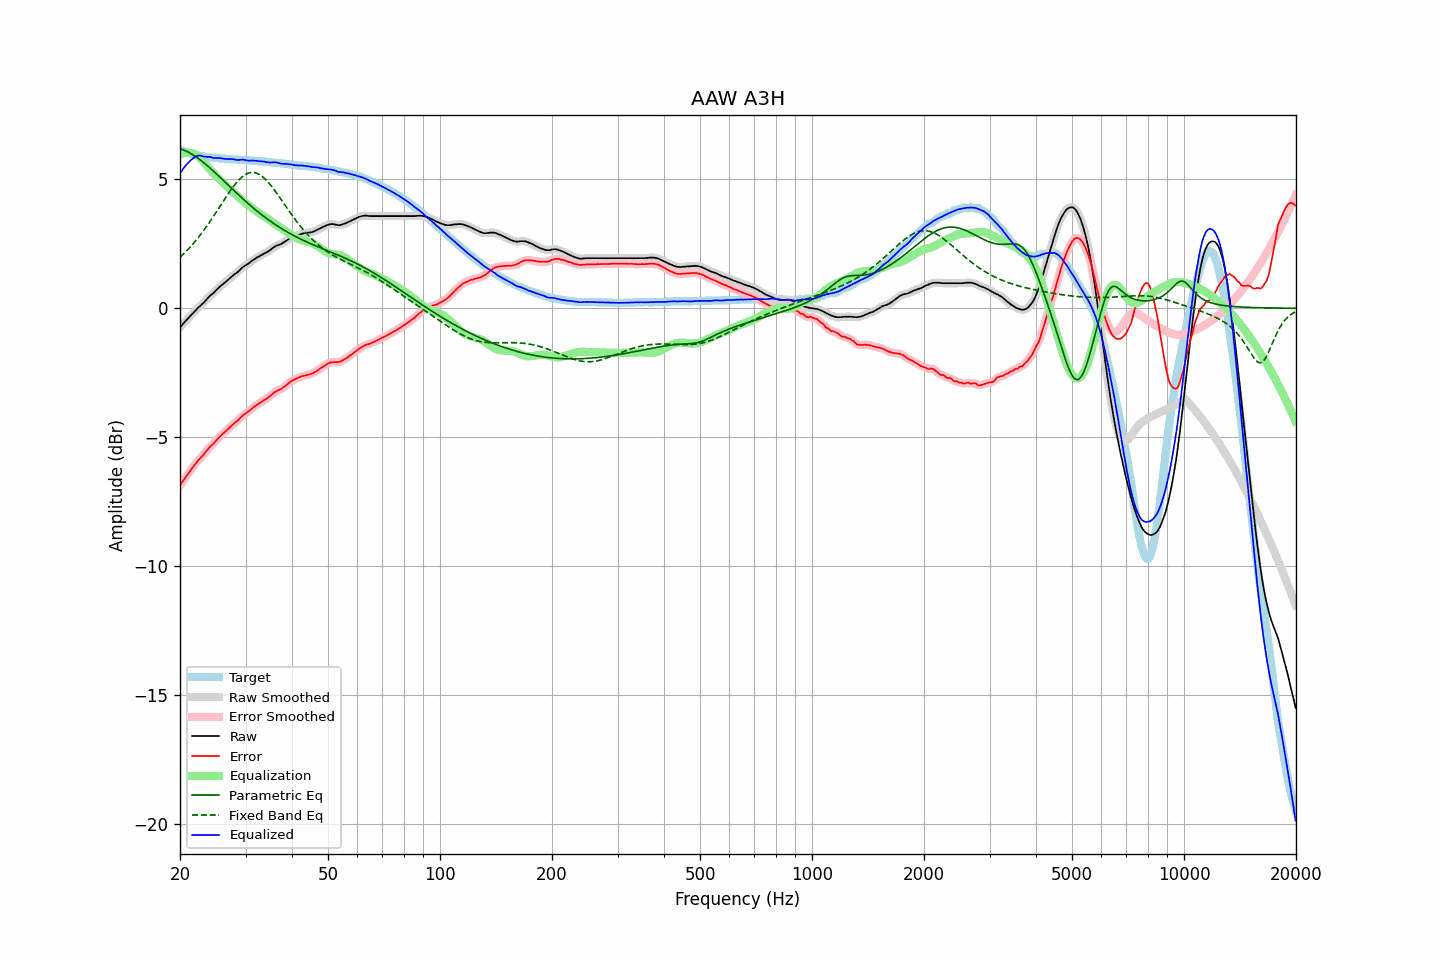 AAW A3H
Amplitude (dBr)
5
0
−5
−10
−15
−20
Target
Raw Smoothed
Error Smoothed
Raw
Error
Equalization
Parametric Eq
Fixed Band Eq
Equalized
20 50 100 200 500 1000 2000 5000 10000 20000
Frequency (Hz)